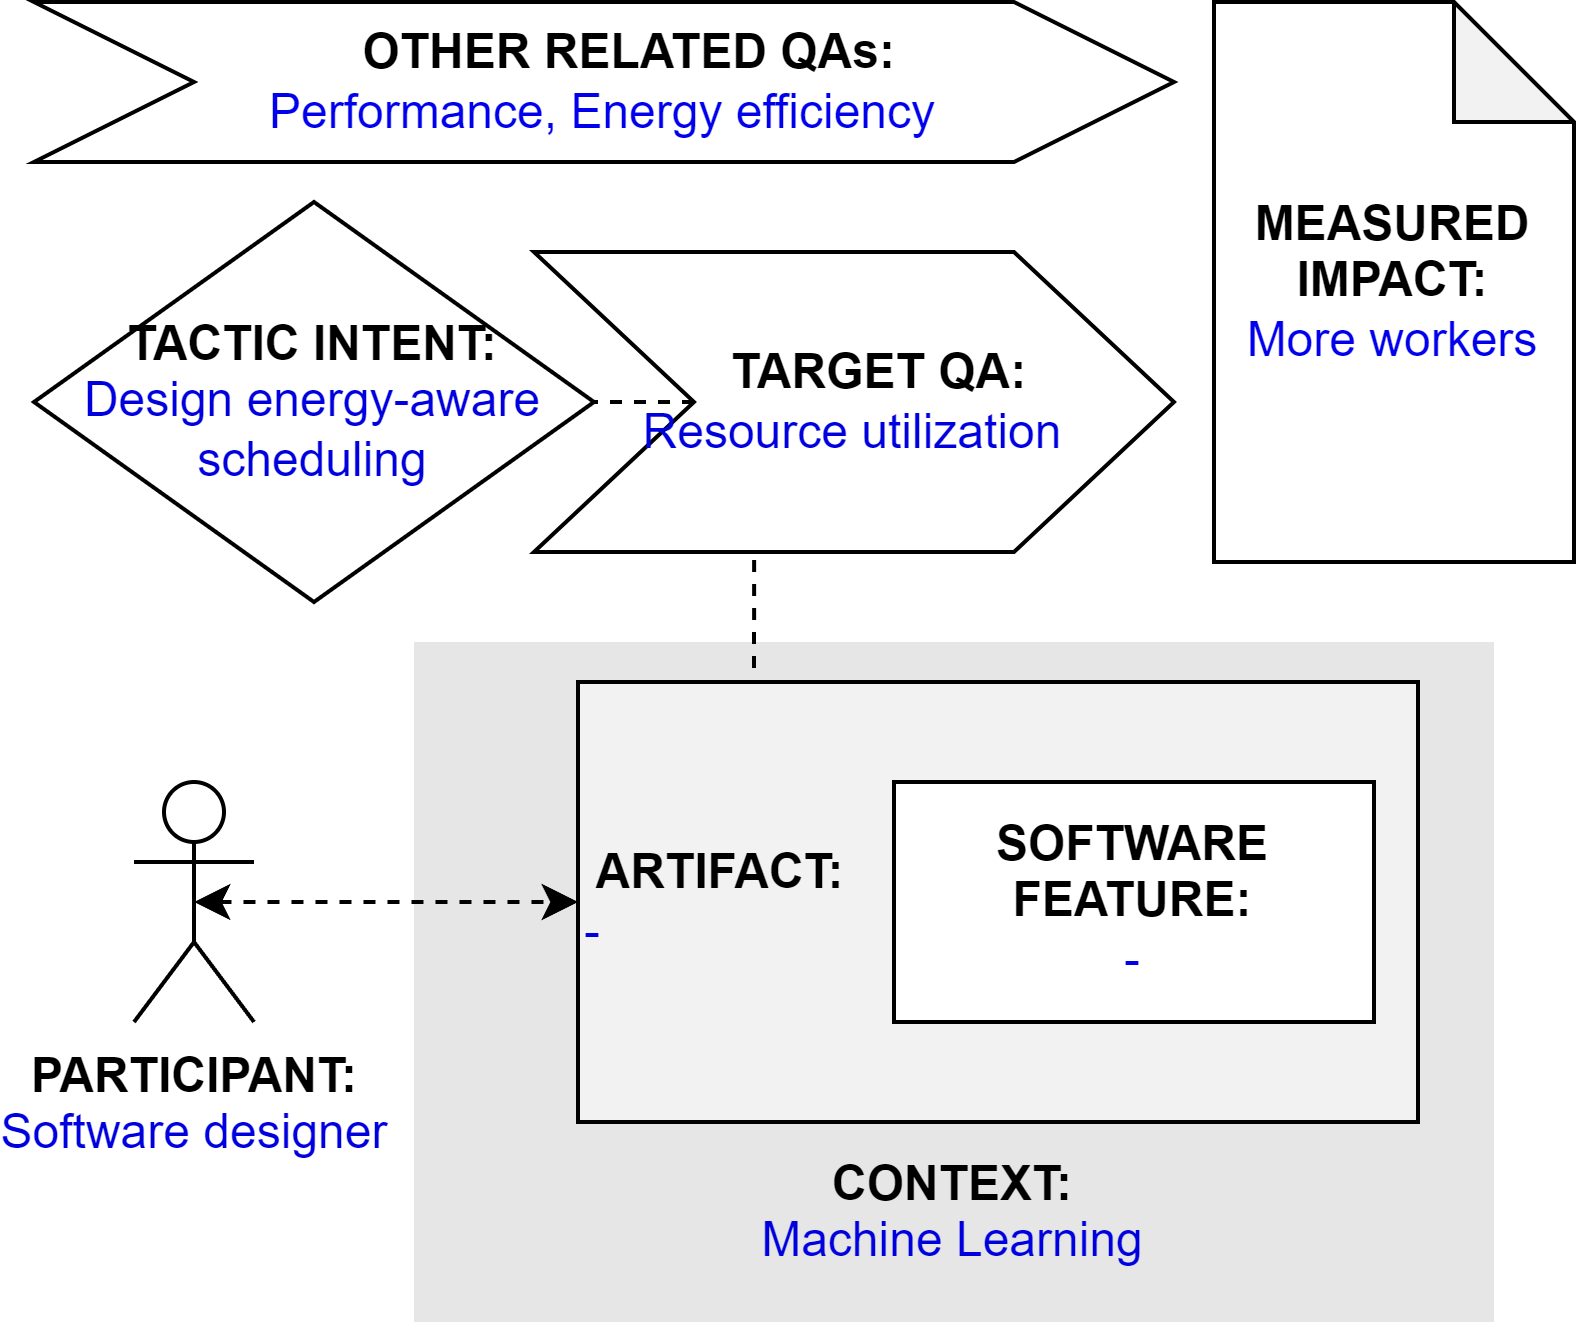 OTHER RELATED QAs:
Performance, Energy efficiency
MEASURED
IMPACT:
More workers
TACTIC INTENT:
Design energy-aware
scheduling
TARGET QA:
Resource utilization
ARTIFACT:
-
SOFTWARE
FEATURE:
-
PARTICIPANT:
Software designer
CONTEXT:
Machine Learning